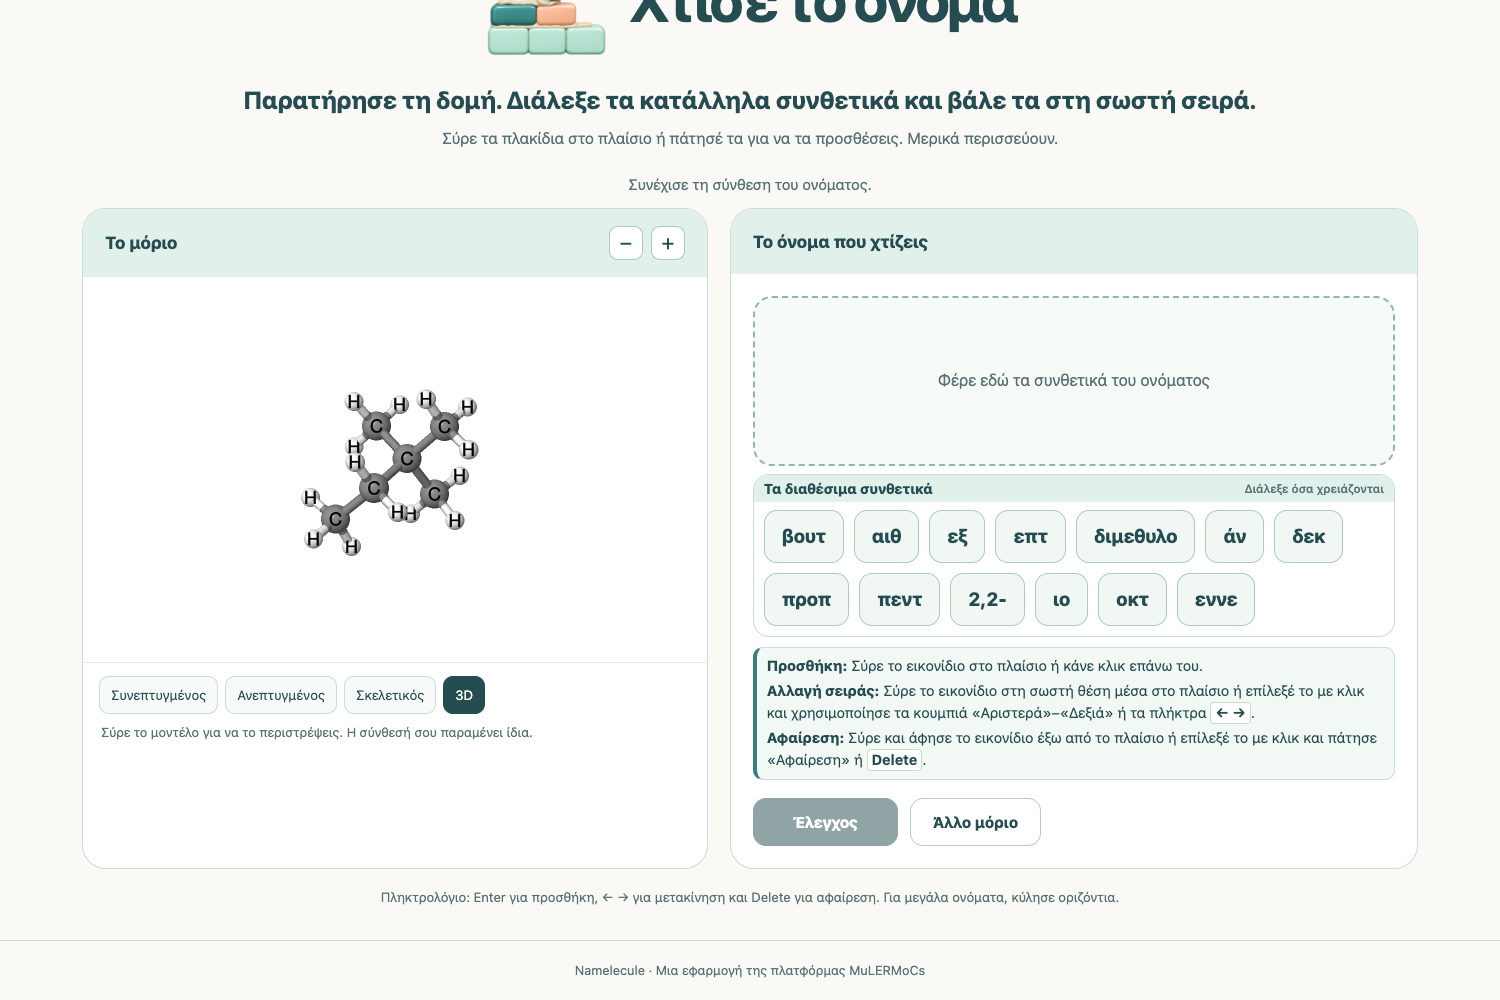 Χτίσε το όνομα
Παρατήρησε τη δομή. Διάλεξε τα κατάλληλα συνθετικά και βάλε τα στη σωστή σειρά.
Σύρε τα πλακίδια στο πλαίσιο ή πάτησέ τα για να τα προσθέσεις. Μερικά περισσεύουν.
Συνέχισε τη σύνθεση του ονόματος.
Το μόριο
− +
H H H H
C C
H H
C
H H
C C
H H H H
C
H H
Συνεπτυγμένος Ανεπτυγμένος Σκελετικός 3D
Σύρε το μοντέλο για να το περιστρέψεις. Η σύνθεσή σου παραμένει ίδια.
Το όνομα που χτίζεις
Φέρε εδώ τα συνθετικά του ονόματος
Τα διαθέσιμα συνθετικά Διάλεξε όσα χρειάζονται
βουτ αιθ εξ επτ διμεθυλο άν δεκ
προπ πεντ 2,2- ιο οκτ εννε
Προσθήκη: Σύρε το εικονίδιο στο πλαίσιο ή κάνε κλικ επάνω του.
Αλλαγή σειράς: Σύρε το εικονίδιο στη σωστή θέση μέσα στο πλαίσιο ή επίλεξέ το με κλικ
και χρησιμοποίησε τα κουμπιά «Αριστερά»–«Δεξιά» ή τα πλήκτρα ← →.
Αφαίρεση: Σύρε και άφησε το εικονίδιο έξω από το πλαίσιο ή επίλεξέ το με κλικ και πάτησε
«Αφαίρεση» ή Delete.
Έλεγχος Άλλο μόριο
Πληκτρολόγιο: Enter για προσθήκη, ← → για μετακίνηση και Delete για αφαίρεση. Για μεγάλα ονόματα, κύλησε οριζόντια.
Namelecule · Μια εφαρμογή της πλατφόρμας MuLERMoCs